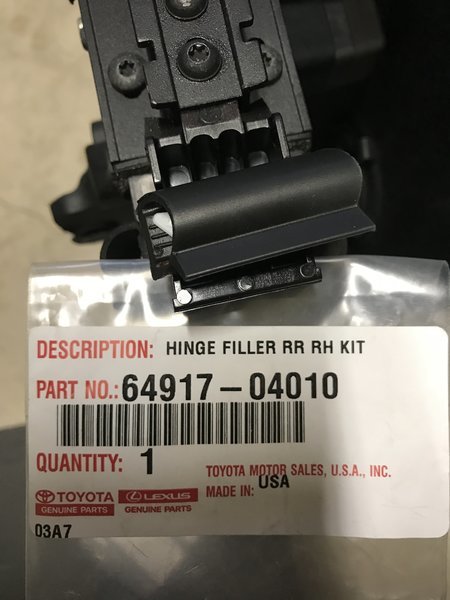 DESCRIPTION: HINGE FILLER RR RH KIT
PART NO.: 64917-04010
QUANTITY: 1
TOYOTA MOTOR SALES, U.S.A., INC.
MADE IN: USA
TOYOTA LEXUS
GENUINE PARTS GENUINE PARTS
03A7